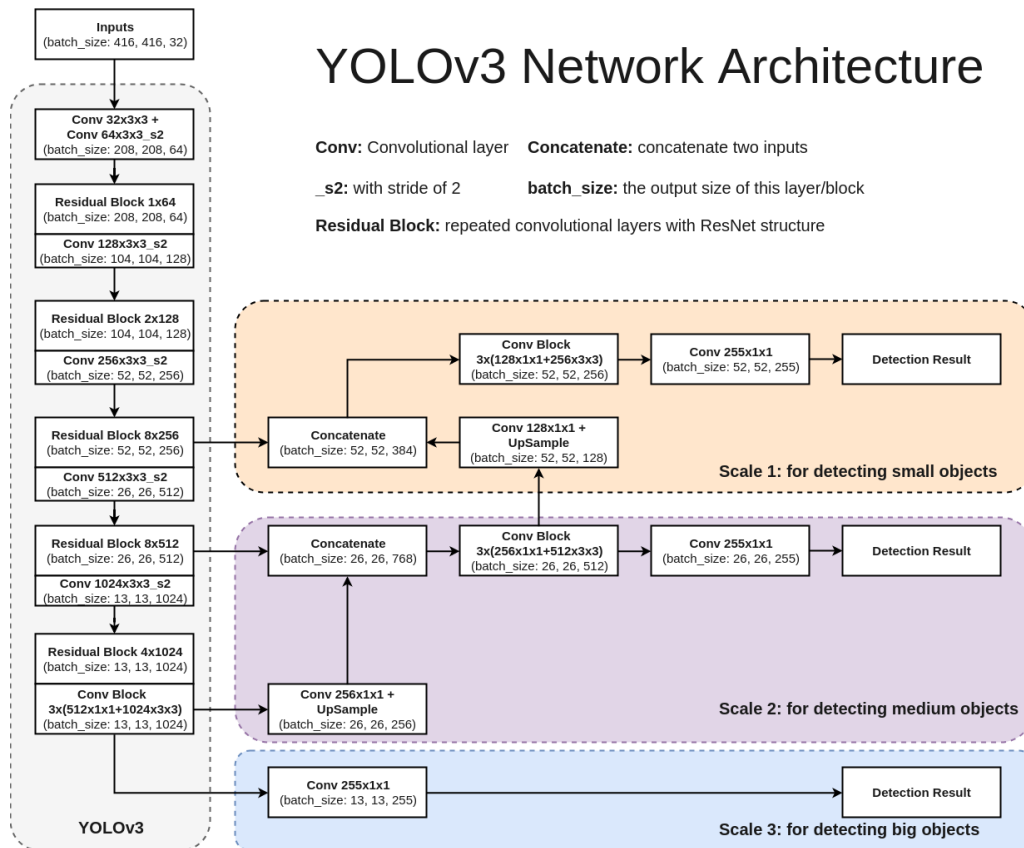 Inputs
(batch_size: 416, 416, 32)
YOLOv3 Network Architecture
Conv: Convolutional layer
Concatenate: concatenate two inputs
_s2: with stride of 2
batch_size: the output size of this layer/block
Residual Block: repeated convolutional layers with ResNet structure
Conv 32x3x3 +
Conv 64x3x3_s2
(batch_size: 208, 208, 64)
Residual Block 1x64
(batch_size: 208, 208, 64)
Conv 128x3x3_s2
(batch_size: 104, 104, 128)
Residual Block 2x128
(batch_size: 104, 104, 128)
Conv 256x3x3_s2
(batch_size: 52, 52, 256)
Residual Block 8x256
(batch_size: 52, 52, 256)
Conv 512x3x3_s2
(batch_size: 26, 26, 512)
Residual Block 8x512
(batch_size: 26, 26, 512)
Conv 1024x3x3_s2
(batch_size: 13, 13, 1024)
Residual Block 4x1024
(batch_size: 13, 13, 1024)
Conv Block
3x(512x1x1+1024x3x3)
(batch_size: 13, 13, 1024)
YOLOv3
Conv Block
3x(128x1x1+256x3x3)
(batch_size: 52, 52, 256)
Conv 255x1x1
(batch_size: 52, 52, 255)
Detection Result
Concatenate
(batch_size: 52, 52, 384)
Conv 128x1x1 +
UpSample
(batch_size: 52, 52, 128)
Scale 1: for detecting small objects
Concatenate
(batch_size: 26, 26, 768)
Conv Block
3x(256x1x1+512x3x3)
(batch_size: 26, 26, 512)
Conv 255x1x1
(batch_size: 26, 26, 255)
Detection Result
Conv 256x1x1 +
UpSample
(batch_size: 26, 26, 256)
Scale 2: for detecting medium objects
Conv 255x1x1
(batch_size: 13, 13, 255)
Detection Result
Scale 3: for detecting big objects